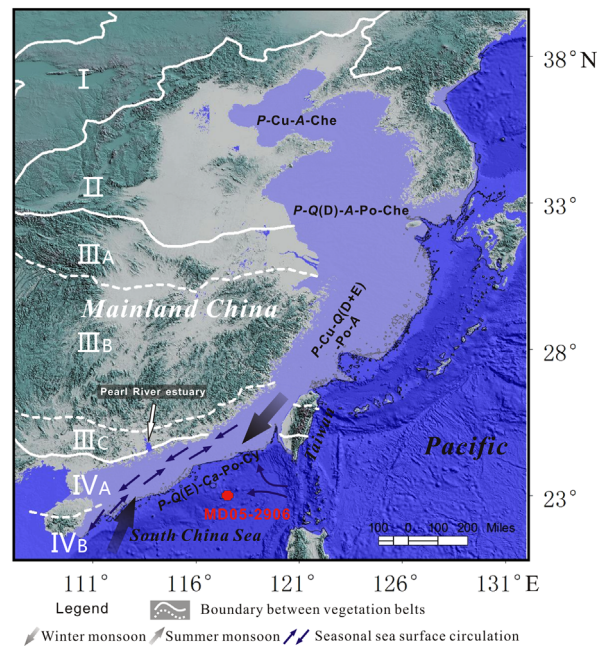 38°N
I
P-Cu-A-Che
II
P-Q(D)-A-Po-Che
33°
IIIA
Mainland China
P-Cu-Q(D+E)
-Po-A
IIIB
28°
Pearl River estuary
IIIC
Taiwan
Pacific
P-Q(E)-Ca-Po-Cy
IVA
23°
MD05-2906
South China Sea
IVB
100 0 100 200 Miles
111° 116° 121° 126° 131°E
Legend Boundary between vegetation belts
Winter monsoon Summer monsoon Seasonal sea surface circulation